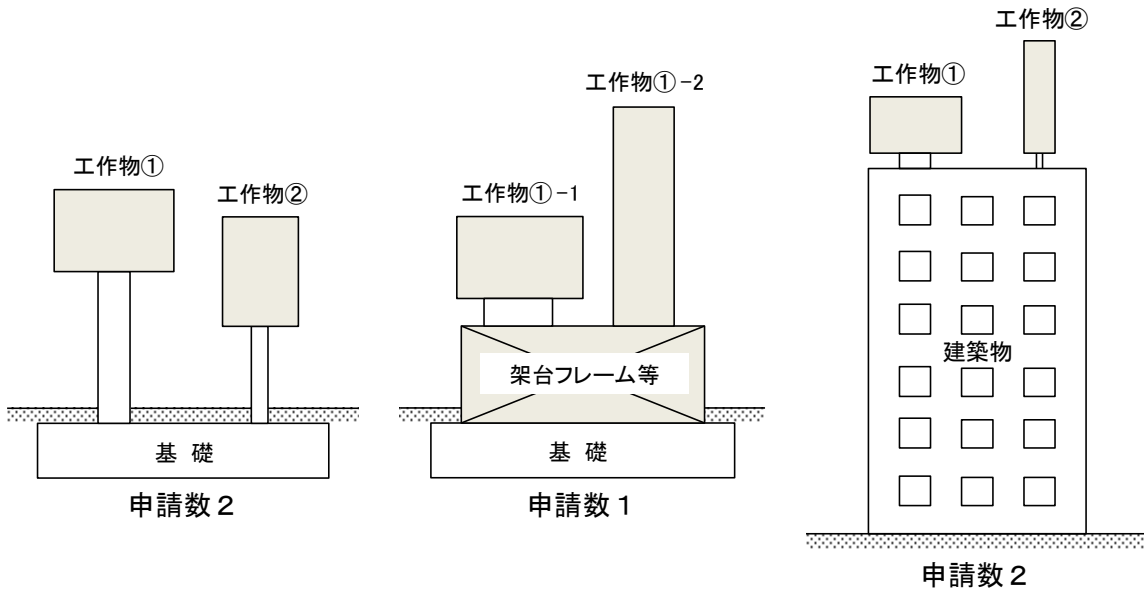 工作物①
工作物②
基 礎
申請数２
工作物①-1
工作物①-2
架台フレーム等
基 礎
申請数１
工作物①
工作物②
建築物
申請数２